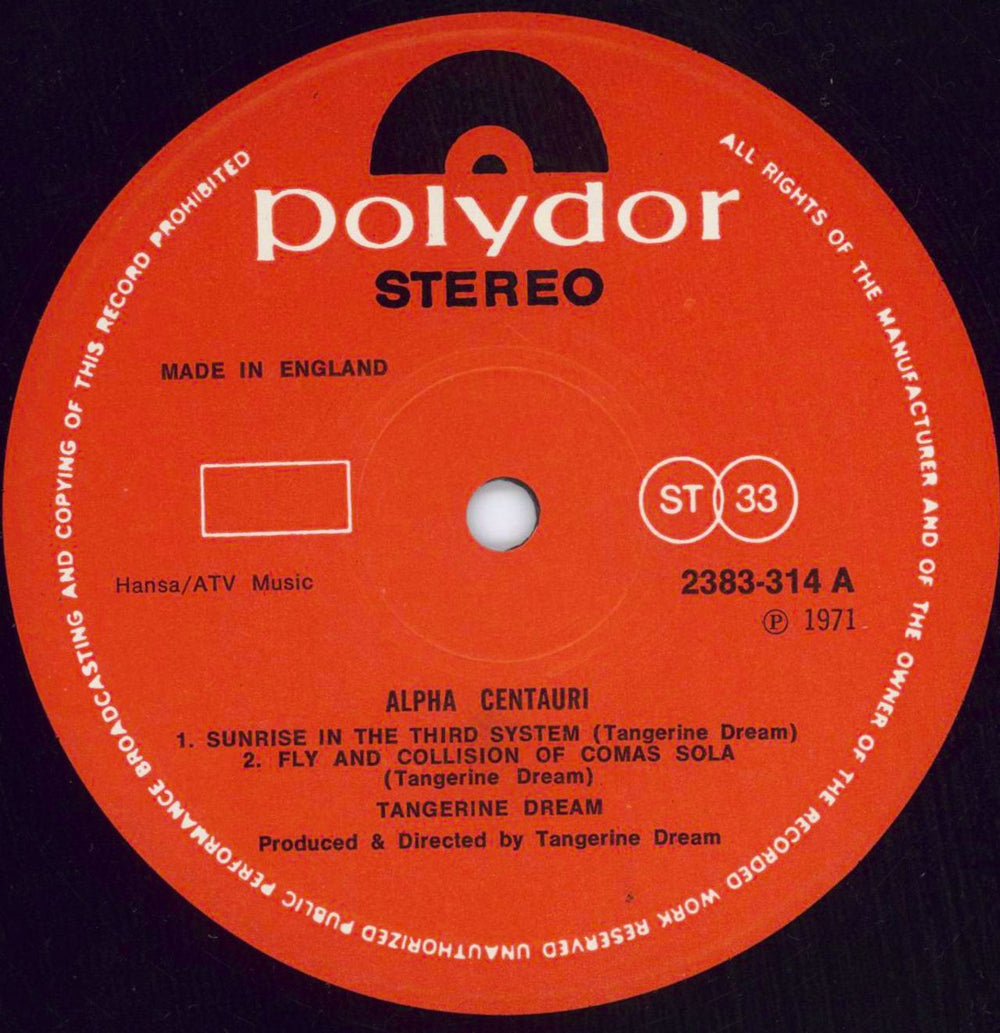 polydor
STEREO
MADE IN ENGLAND
ST 33
Hansa/ATV Music
2383-314 A
Ⓟ 1971
ALPHA CENTAURI
1. SUNRISE IN THE THIRD SYSTEM (Tangerine Dream)
2. FLY AND COLLISION OF COMAS SOLA
(Tangerine Dream)
TANGERINE DREAM
Produced & Directed by Tangerine Dream
ALL RIGHTS OF THE MANUFACTURER AND OF THE OWNER OF THE RECORDED WORK RESERVED UNAUTHORIZED PUBLIC PERFORMANCE BROADCASTING AND COPYING OF THIS RECORD PROHIBITED